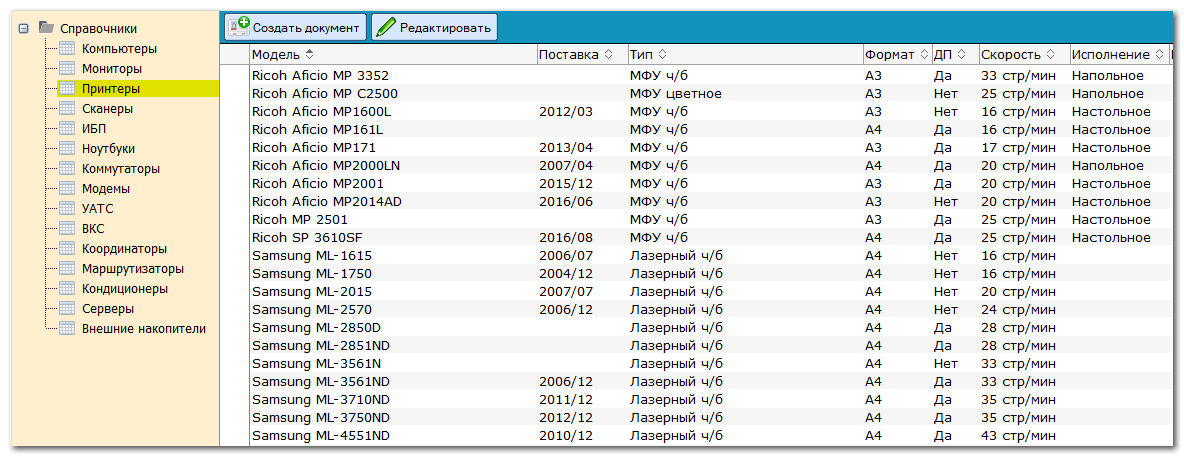 Справочники
Компьютеры
Мониторы
Принтеры
Сканеры
ИБП
Ноутбуки
Коммутаторы
Модемы
УАТС
ВКС
Координаторы
Маршрутизаторы
Кондиционеры
Серверы
Внешние накопители
Создать документ Редактировать
Модель Поставка Тип Формат ДП Скорость Исполнение
Ricoh Aficio MP 3352 МФУ ч/б A3 Да 33 стр/мин Напольное
Ricoh Aficio MP C2500 МФУ цветное A3 Нет 25 стр/мин Напольное
Ricoh Aficio MP1600L 2012/03 МФУ ч/б A3 Нет 16 стр/мин Настольное
Ricoh Aficio MP161L МФУ ч/б A4 Да 16 стр/мин Настольное
Ricoh Aficio MP171 2013/04 МФУ ч/б A3 Да 17 стр/мин Настольное
Ricoh Aficio MP2000LN 2007/04 МФУ ч/б A4 Да 20 стр/мин Напольное
Ricoh Aficio MP2001 2015/12 МФУ ч/б A3 Да 20 стр/мин Настольное
Ricoh Aficio MP2014AD 2016/06 МФУ ч/б A3 Нет 20 стр/мин Настольное
Ricoh MP 2501 МФУ ч/б A3 Да 25 стр/мин Настольное
Ricoh SP 3610SF 2016/08 МФУ ч/б A4 Да 25 стр/мин Настольное
Samsung ML-1615 2006/07 Лазерный ч/б A4 Нет 16 стр/мин
Samsung ML-1750 2004/12 Лазерный ч/б A4 Нет 16 стр/мин
Samsung ML-2015 2007/07 Лазерный ч/б A4 Нет 20 стр/мин
Samsung ML-2570 2006/12 Лазерный ч/б A4 Нет 24 стр/мин
Samsung ML-2850D Лазерный ч/б A4 Да 28 стр/мин
Samsung ML-2851ND Лазерный ч/б A4 Да 28 стр/мин
Samsung ML-3561N Лазерный ч/б A4 Нет 33 стр/мин
Samsung ML-3561ND 2006/12 Лазерный ч/б A4 Да 33 стр/мин
Samsung ML-3710ND 2011/12 Лазерный ч/б A4 Да 35 стр/мин
Samsung ML-3750ND 2012/12 Лазерный ч/б A4 Да 35 стр/мин
Samsung ML-4551ND 2010/12 Лазерный ч/б A4 Да 43 стр/мин